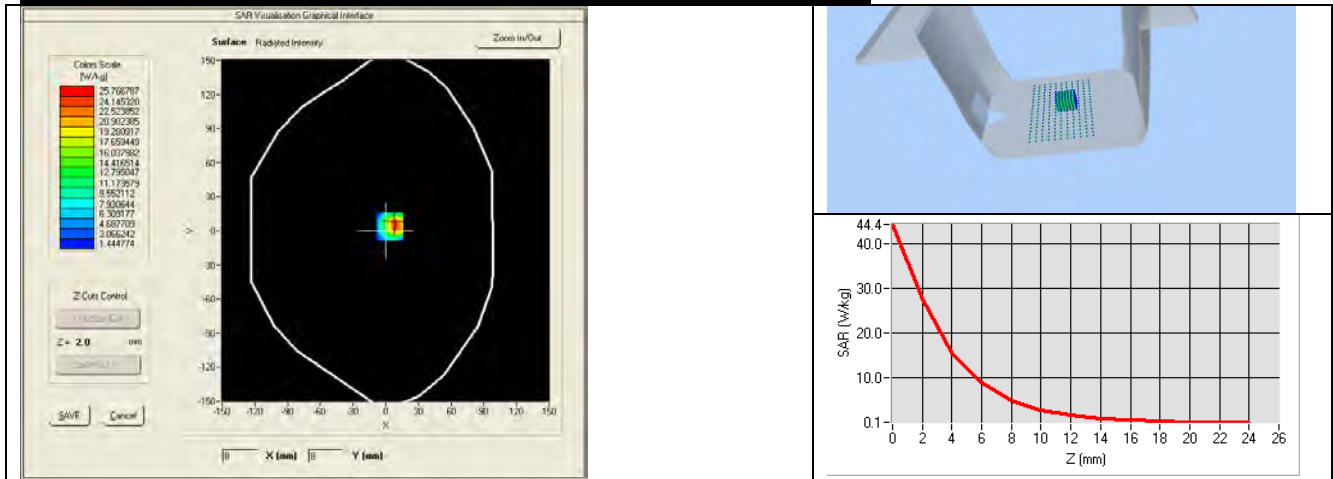 SAR Visualisation Graphical Interface
Surface Radiated Intensity
Zoom In/Out
Colors Scale
(W/kg)
25.766787
24.145320
22.523852
20.902385
19.280917
17.659449
16.037982
14.416514
12.795047
11.173579
9.552112
7.930644
6.309177
4.687709
3.066242
1.444774
Z Cuts Control
Z = 2.0 mm
SAVE Cancel
150
120
90
60
30
0
-30
-60
-90
-120
-150
Y
-150 -120 -90 -60 -30 0 30 60 90 120 150
X
8 X (mm) 8 Y (mm)
44.4
40.0
30.0
20.0
10.0
0.1
SAR (W/kg)
0 2 4 6 8 10 12 14 16 18 20 22 24 26
Z (mm)